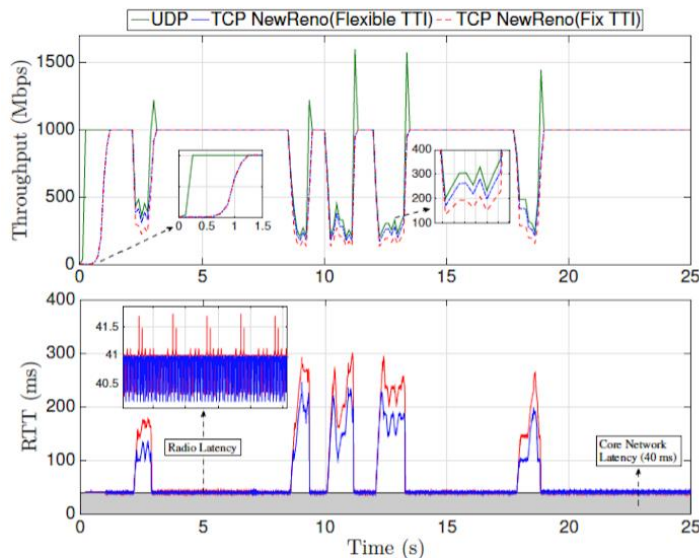 UDP TCP NewReno(Flexible TTI) TCP NewReno(Fix TTI)
Throughput (Mbps)
1500
1000
500
0
0 0.5 1 1.5
400
300
200
100
0 5 10 15 20 25
RTT (ms)
400
300
200
100
0
41.5
41
40.5
Radio Latency
Core Network
Latency (40 ms)
0 5 10 15 20 25
Time (s)